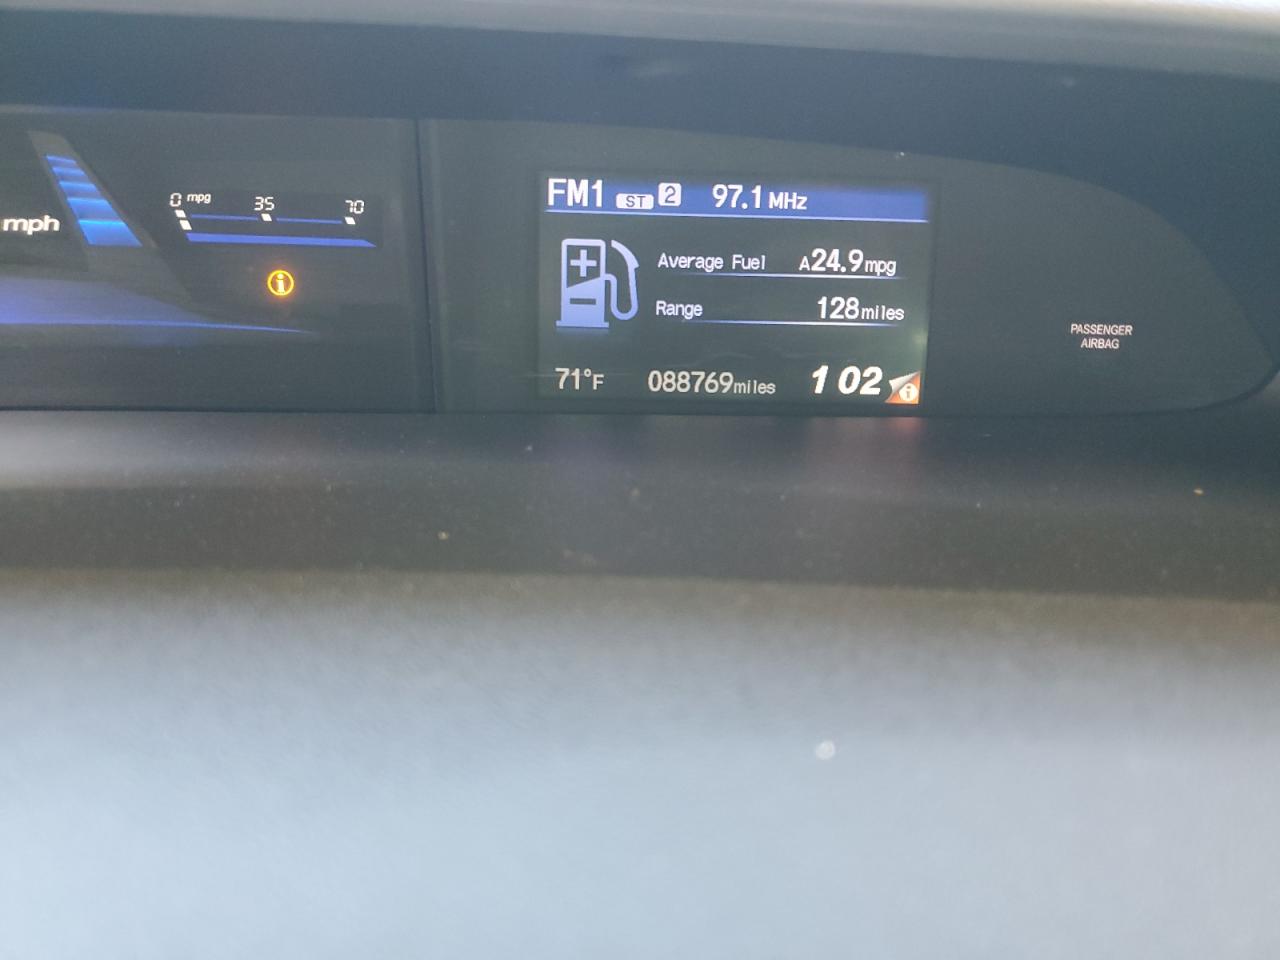 mph
0 mpg 35 70
FM1 ST 2 97.1 MHz
Average Fuel A24.9mpg
Range 128miles
71°F 088769miles 1 02
PASSENGER
AIRBAG